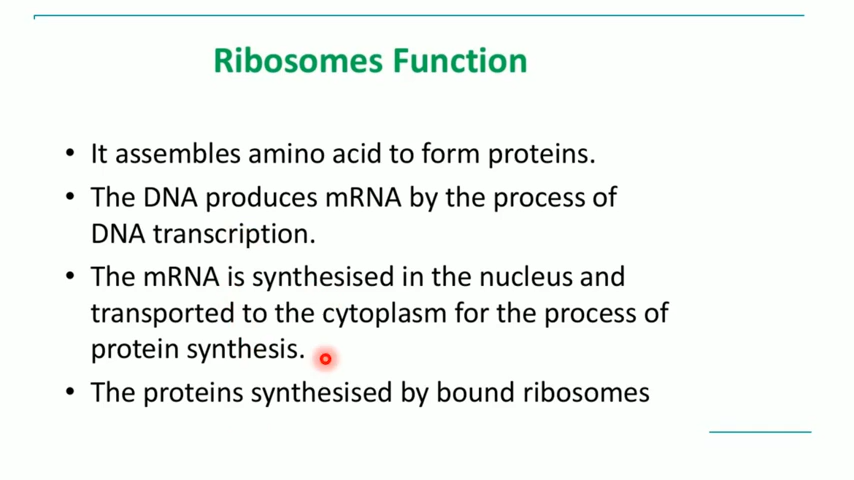 Ribosomes Function
• It assembles amino acid to form proteins.
• The DNA produces mRNA by the process of
DNA transcription.
• The mRNA is synthesised in the nucleus and
transported to the cytoplasm for the process of
protein synthesis.
• The proteins synthesised by bound ribosomes